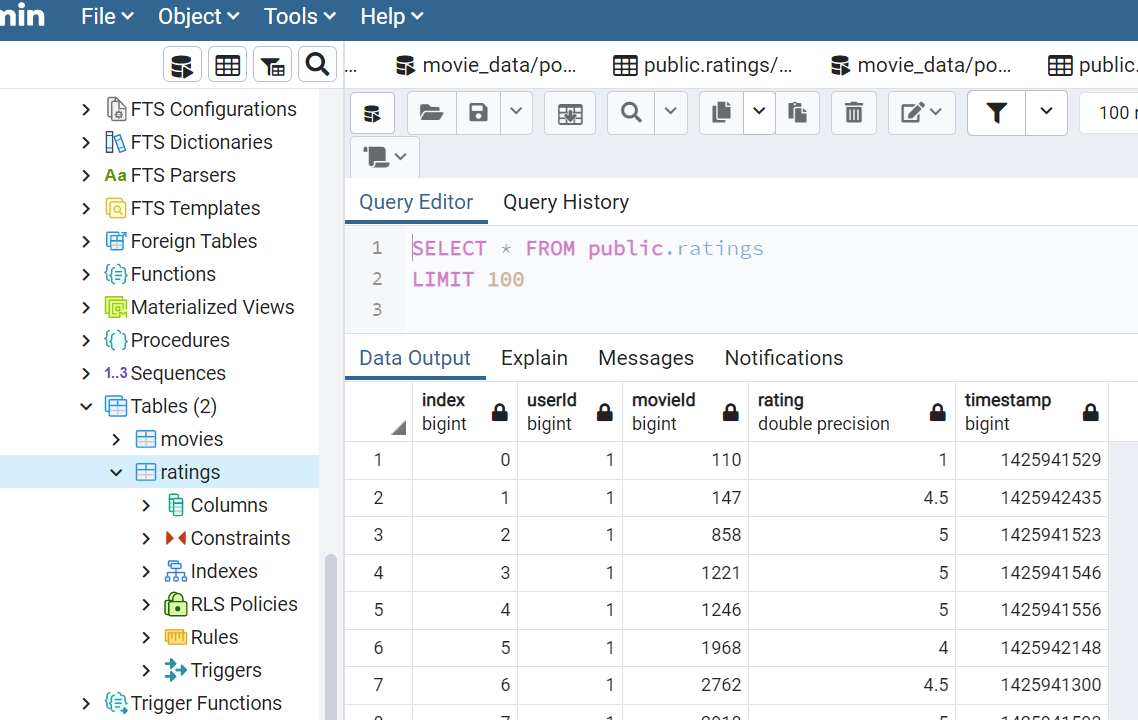 min File Object Tools Help
... movie_data/po... public.ratings/... movie_data/po... public.
100 r
FTS Configurations
FTS Dictionaries
Aa FTS Parsers
FTS Templates
Foreign Tables
Functions
Materialized Views
Procedures
1..3 Sequences
Tables (2)
movies
ratings
Columns
Constraints
Indexes
RLS Policies
Rules
Triggers
Trigger Functions
Query Editor Query History
1 SELECT * FROM public.ratings
2 LIMIT 100
3
Data Output Explain Messages Notifications
index userId movieId rating timestamp
bigint bigint bigint double precision bigint
1 0 1 110 1 1425941529
2 1 1 147 4.5 1425942435
3 2 1 858 5 1425941523
4 3 1 1221 5 1425941546
5 4 1 1246 5 1425941556
6 5 1 1968 4 1425942148
7 6 1 2762 4.5 1425941300